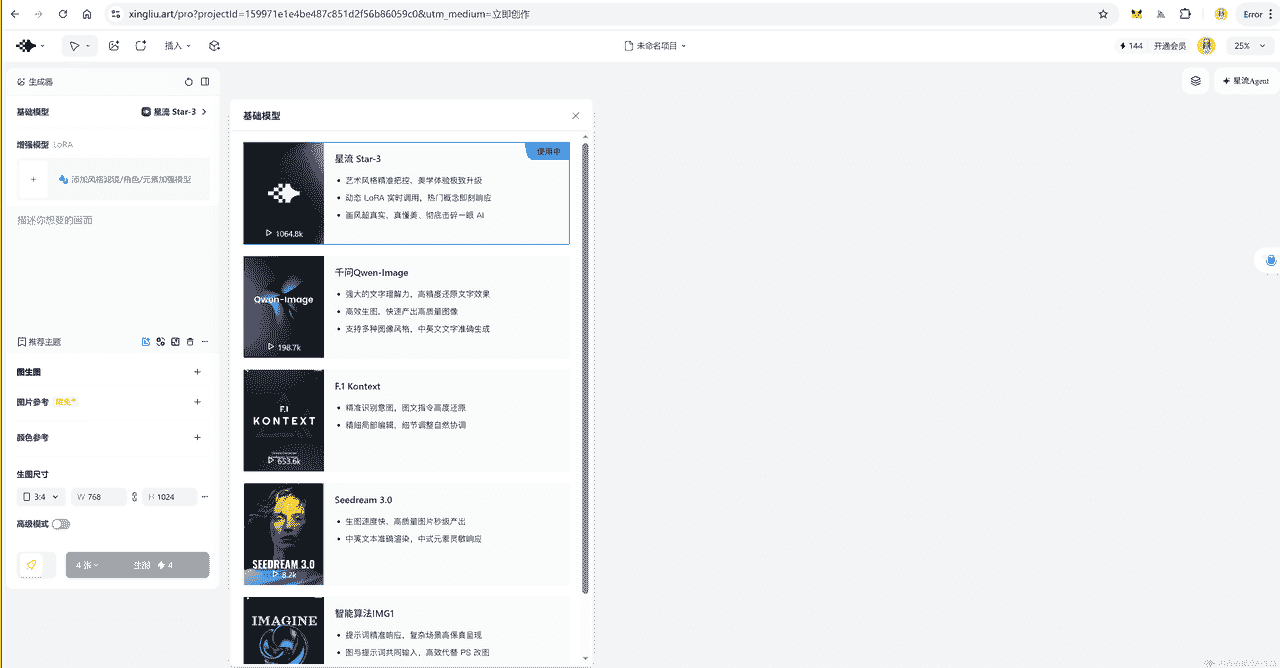 xingliu.art/pro?projectId=159971e1e4be487c851d2f56b86059c0&utm_medium=立即创作
Error
插入
未命名项目
144
开通会员
25%
生成器
星流Agent
基础模型
星流 Star-3
增强模型 LoRA
+ 添加风格滤镜/角色/元素加强模型
描述你想要的画面
推荐主题
图生图 +
图片参考 限免 +
颜色参考 +
生图尺寸
3:4
W 768
H 1024
高级模式
4 张
生图 4
基础模型
使用中
星流 Star-3
• 艺术风格精准把控、美学体验极致升级
• 动态 LoRA 实时调用，热门概念即刻响应
• 画风超真实、真懂美、彻底击碎一眼 AI
1064.8k
千问Qwen-Image
Qwen-Image
• 强大的文字理解力，高精度还原文字效果
• 高效生图，快速产出高质量图像
• 支持多种图像风格，中英文文字准确生成
198.7k
F.1 Kontext
F.1
KONTEXT
• 精准识别意图，图文指令高度还原
• 精细局部编辑、细节调整自然协调
653.6k
Seedream 3.0
• 生图速度快、高质量图片秒级产出
• 中英文本准确渲染，中式元素灵敏响应
SEEDREAM 3.0
8.2k
智能算法IMG1
IMAGINE
• 提示词精准响应，复杂场景高保真呈现
• 图与提示词共同输入，高效代替 PS 改图